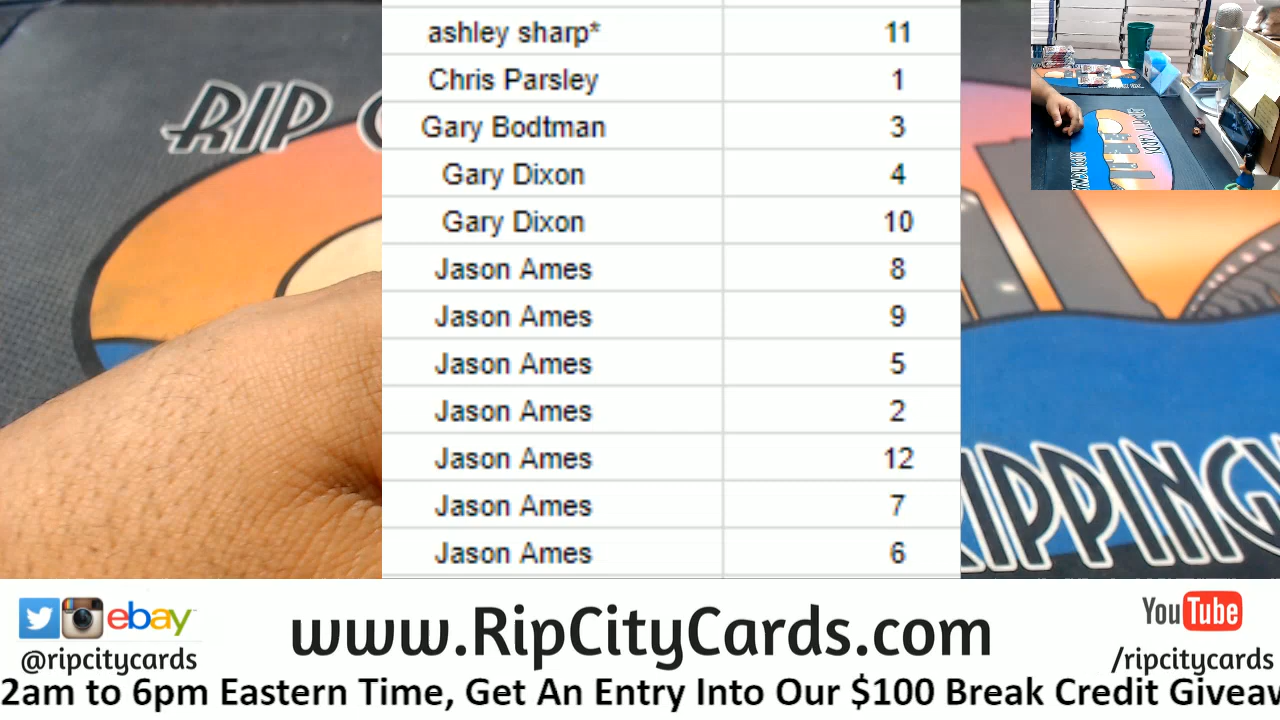 RIP C
ashley sharp* 11
Chris Parsley 1
Gary Bodtman 3
Gary Dixon 4
Gary Dixon 10
Jason Ames 8
Jason Ames 9
Jason Ames 5
Jason Ames 2
Jason Ames 12
Jason Ames 7
Jason Ames 6
IPPING
ebay
@ripcitycards
www.RipCityCards.com
YouTube
/ripcitycards
2am to 6pm Eastern Time, Get An Entry Into Our $100 Break Credit Giveav